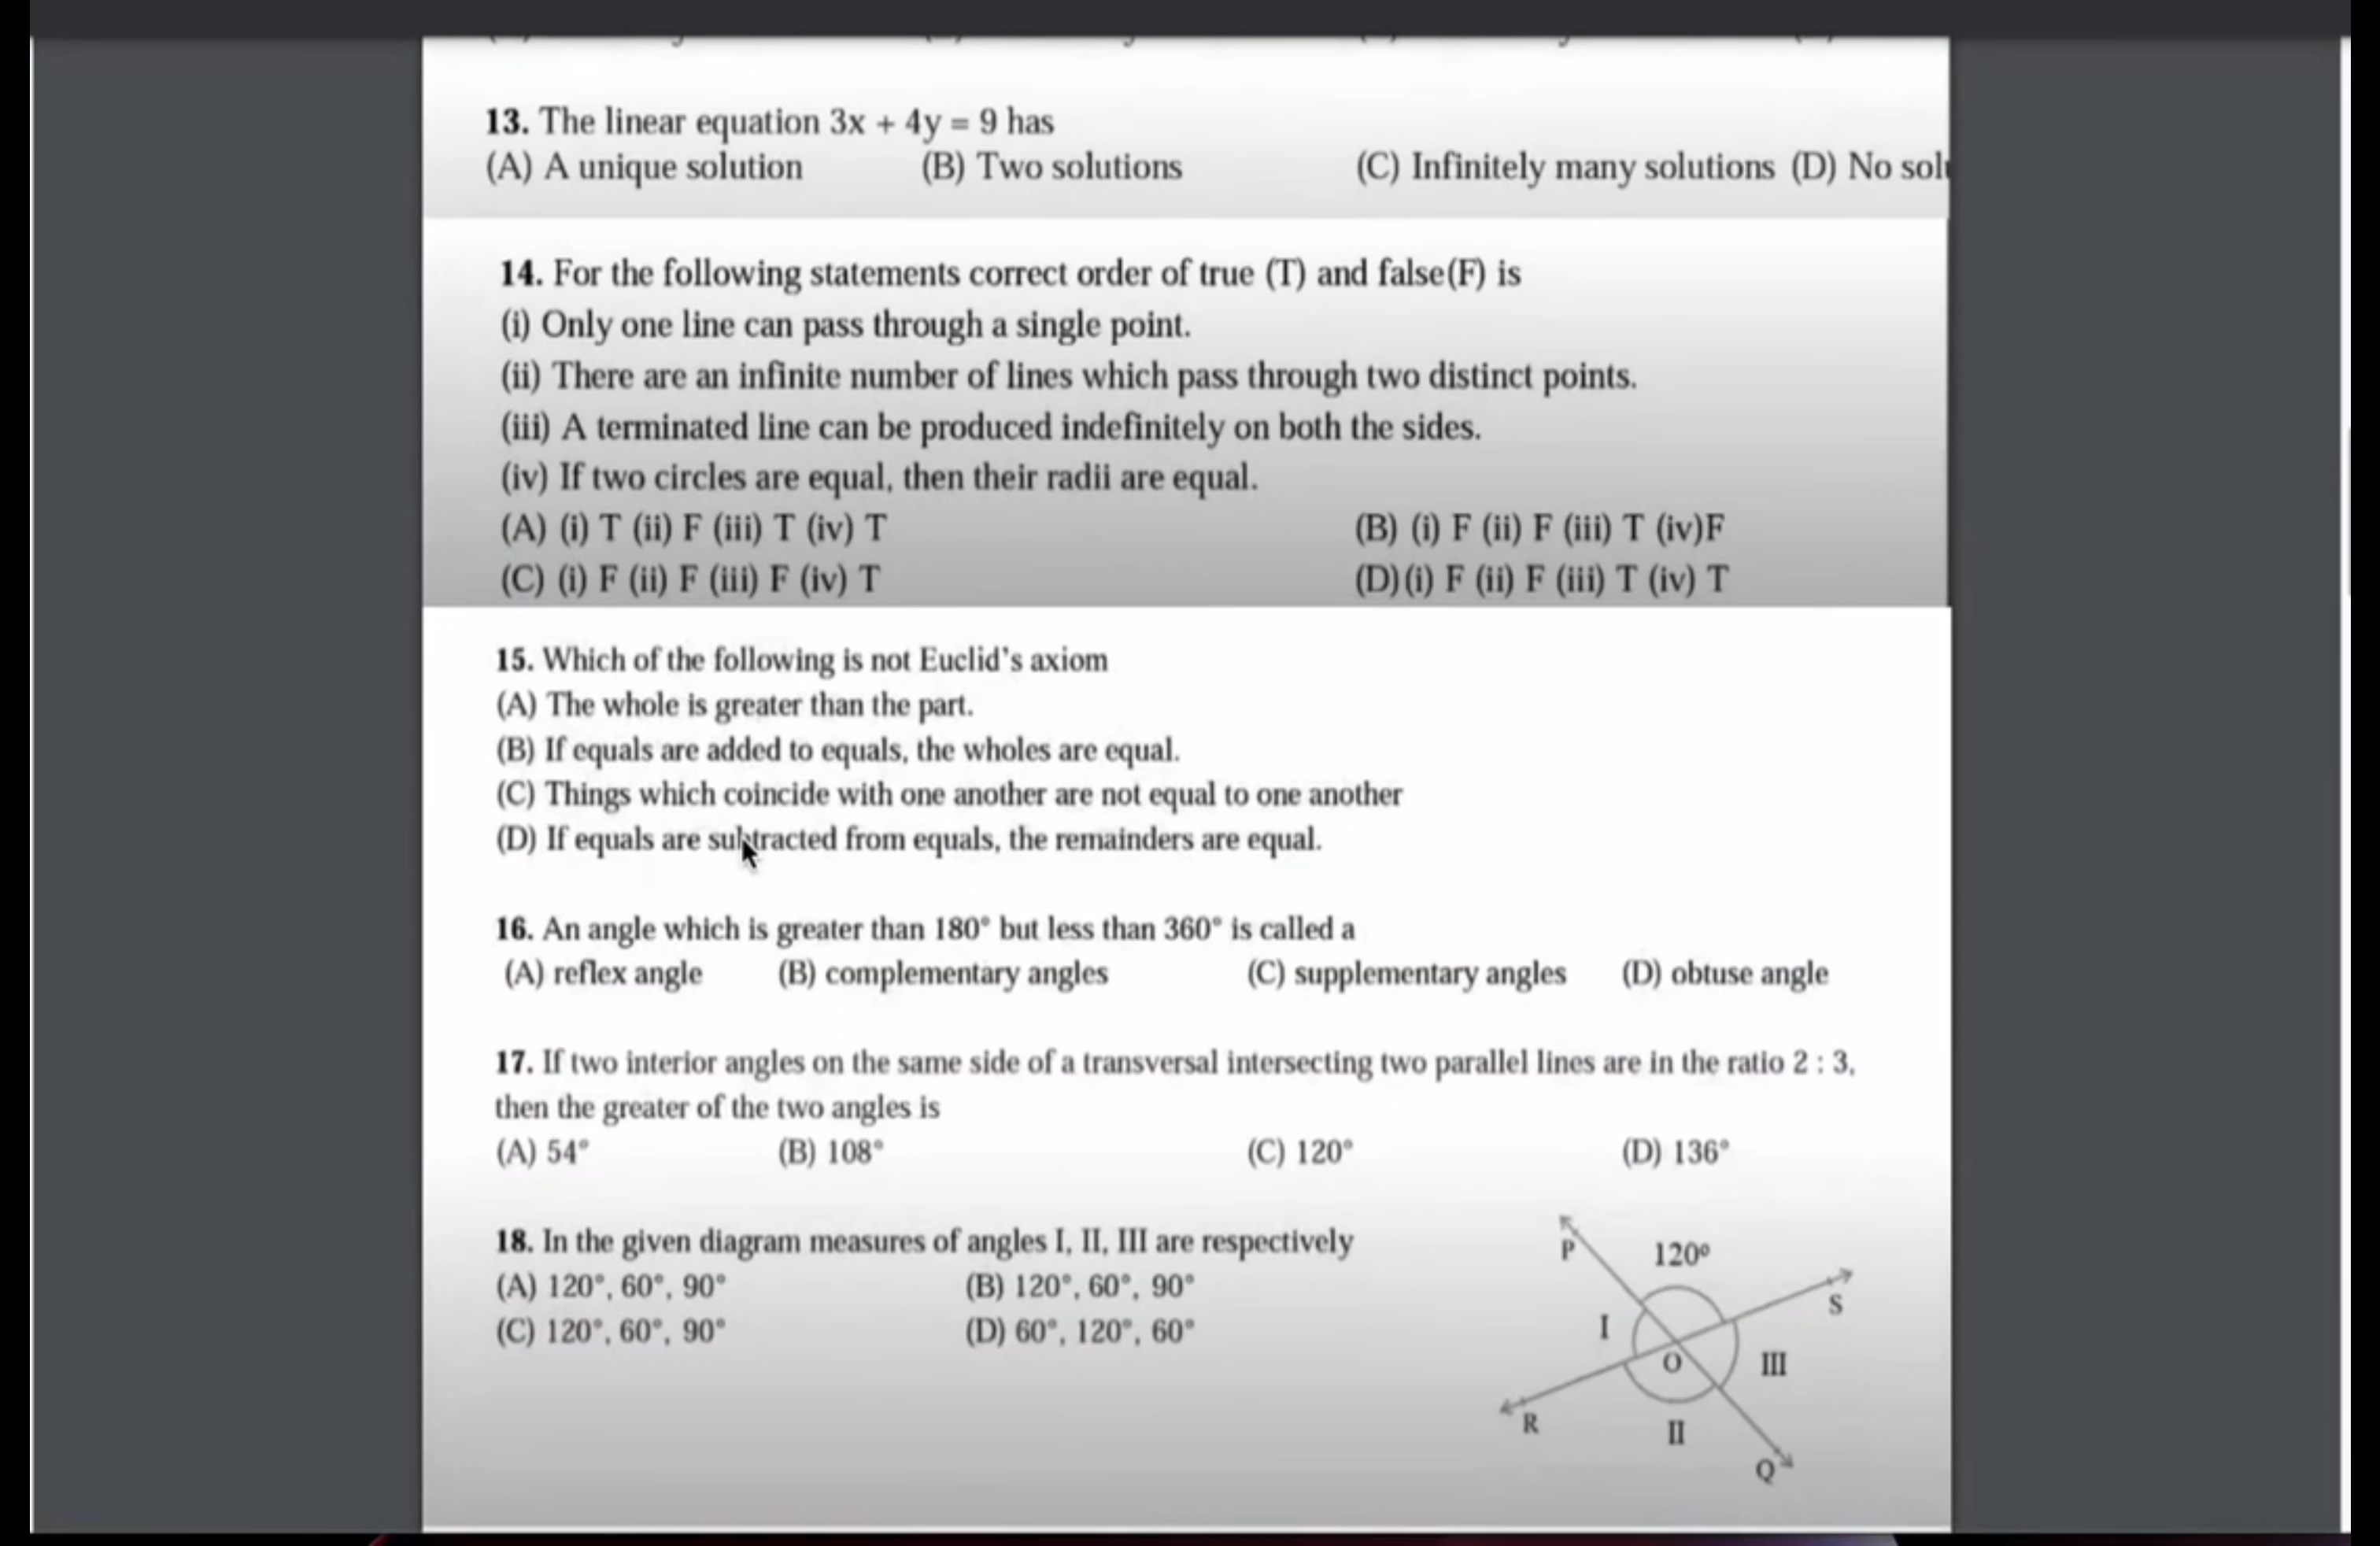 13. The linear equation 3x + 4y = 9 has
(A) A unique solution (B) Two solutions (C) Infinitely many solutions (D) No
14. For the following statements correct order of true (T) and false(F) is
(i) Only one line can pass through a single point.
(ii) There are an infinite number of lines which pass through two distinct points.
(iii) A terminated line can be produced indefinitely on both the sides.
(iv) If two circles are equal, then their radii are equal.
(A) (i) T (ii) F (iii) T (iv) T (B) (i) F (ii) F (iii) T (iv)F
(C) (i) F (ii) F (iii) F (iv) T (D)(i) F (ii) F (iii) T (iv) T
15. Which of the following is not Euclid's axiom
(A) The whole is greater than the part.
(B) If equals are added to equals, the wholes are equal.
(C) Things which coincide with one another are not equal to one another
(D) If equals are subtracted from equals, the remainders are equal.
16. An angle which is greater than 180° but less than 360° is called a
(A) reflex angle (B) complementary angles (C) supplementary angles (D) obtuse angle
17. If two interior angles on the same side of a transversal intersecting two parallel lines are in the ratio 2 : 3,
then the greater of the two angles is
(A) 54° (B) 108° (C) 120° (D) 136°
18. In the given diagram measures of angles I, II, III are respectively
(A) 120°, 60°, 90° (B) 120°, 60°, 90°
(C) 120°, 60°, 90° (D) 60°, 120°, 60°
P 120°
S
I
O III
R
II
Q